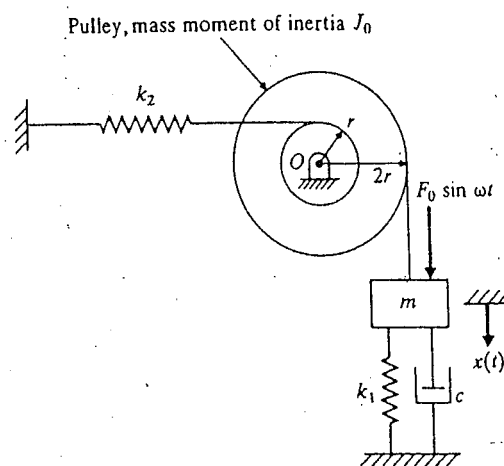 Pulley, mass moment of inertia J₀
k₂
r
O
2r
F₀ sin ωt
m
x(t)
k₁
c